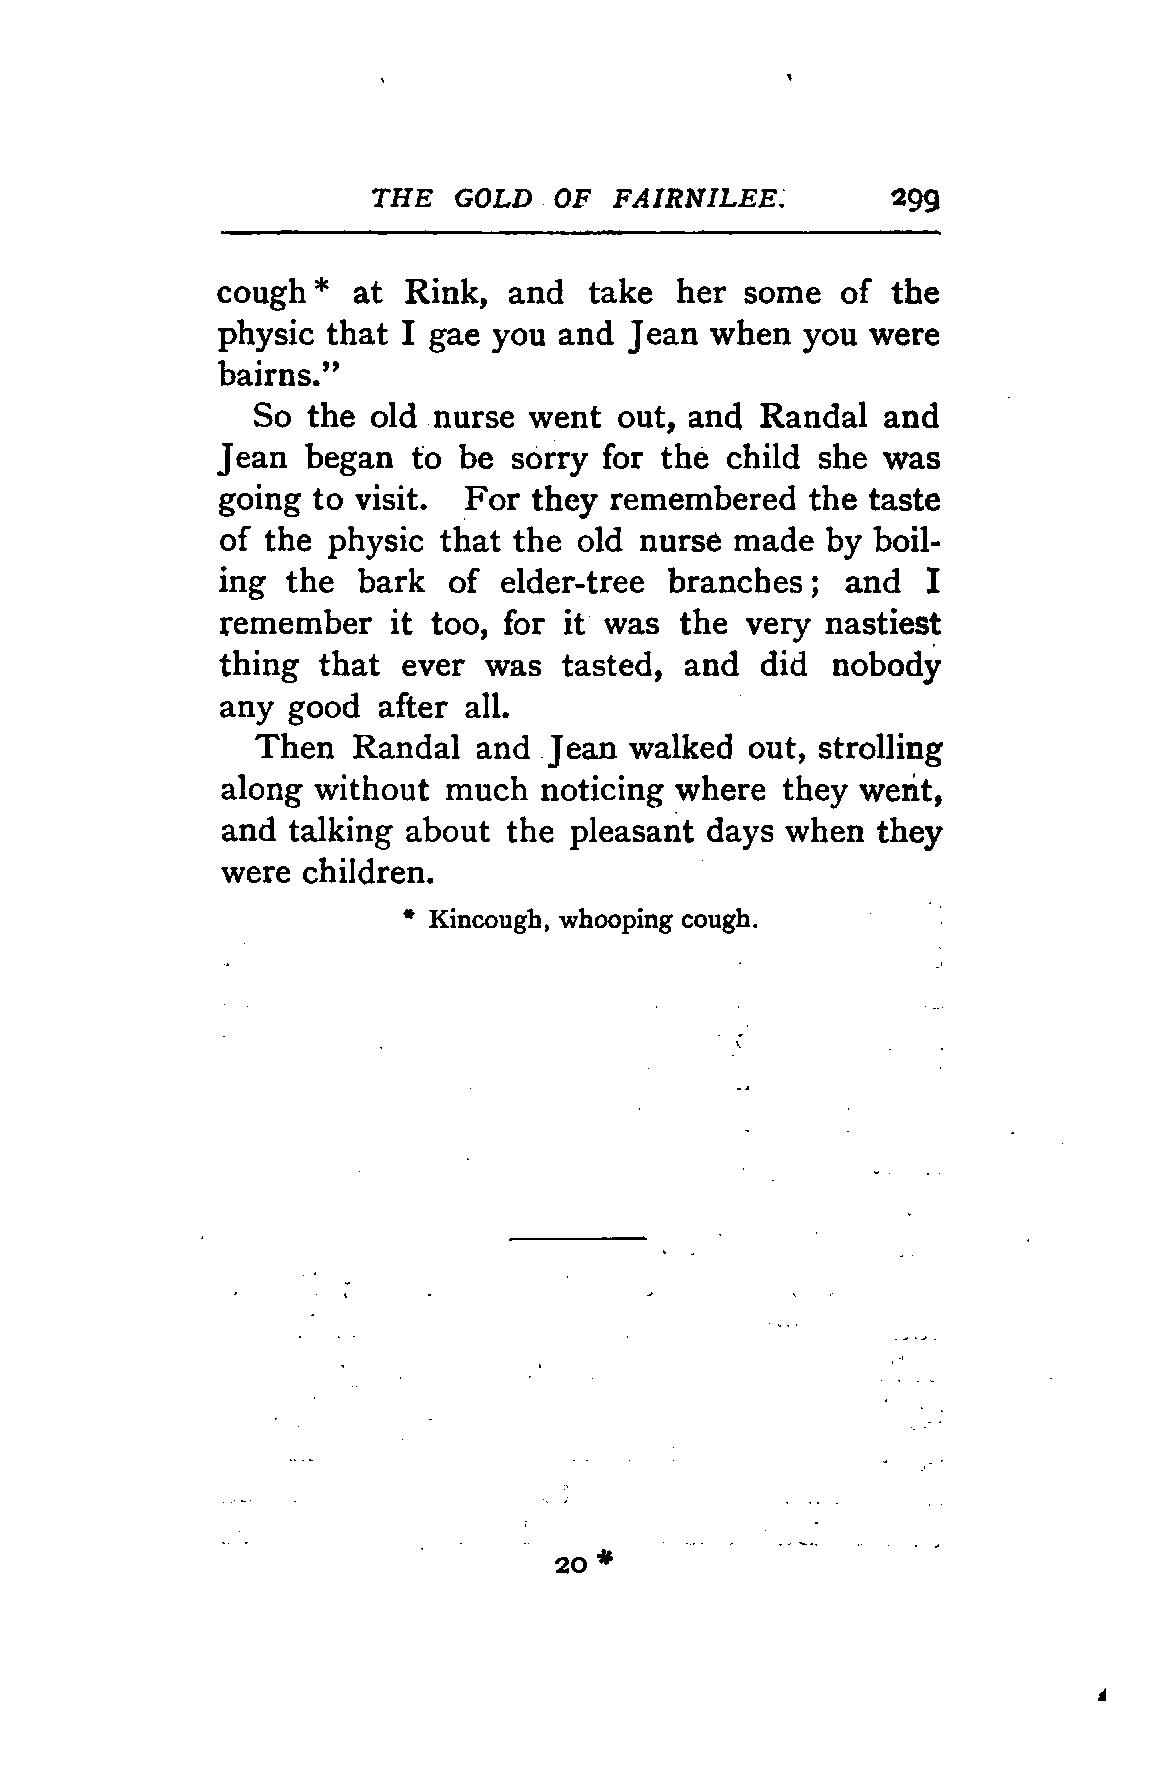 THE GOLD OF FAIRNILEE. 299
cough * at Rink, and take her some of the
physic that I gae you and Jean when you were
bairns.”
So the old nurse went out, and Randal and
Jean began to be sorry for the child she was
going to visit. For they remembered the taste
of the physic that the old nurse made by boil-
ing the bark of elder-tree branches; and I
remember it too, for it was the very nastiest
thing that ever was tasted, and did nobody
any good after all.
Then Randal and Jean walked out, strolling
along without much noticing where they went,
and talking about the pleasant days when they
were children.
* Kincough, whooping cough.
20 *